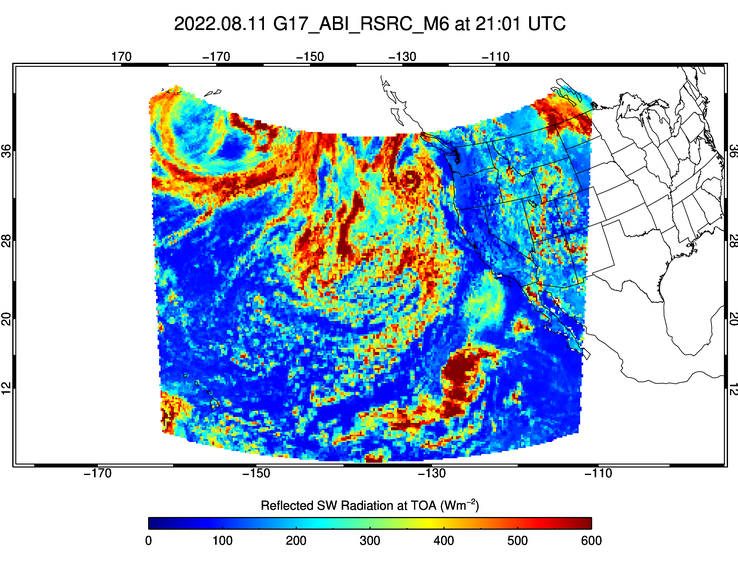 2022.08.11 G17_ABI_RSRC_M6 at 21:01 UTC
170 −170 −150 −130 −110
36 36
28 28
20 20
12 12
−170 −150 −130 −110
Reflected SW Radiation at TOA (Wm⁻²)
0 100 200 300 400 500 600